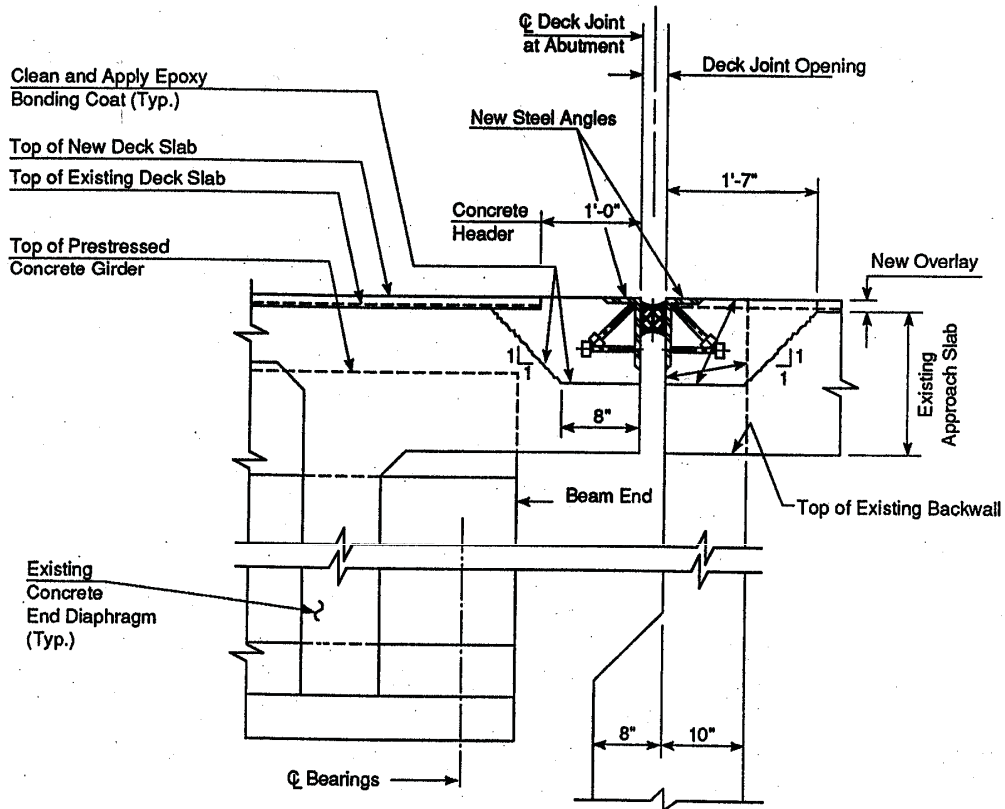 ℄ Deck Joint
at Abutment
Deck Joint Opening
Clean and Apply Epoxy
Bonding Coat (Typ.)
New Steel Angles
Top of New Deck Slab
Top of Existing Deck Slab
1'-7"
Concrete
Header
1'-0"
Top of Prestressed
Concrete Girder
New Overlay
1
1
1
1
8"
Existing
Approach Slab
Beam End
Top of Existing Backwall
Existing
Concrete
End Diaphragm
(Typ.)
8"
10"
℄ Bearings